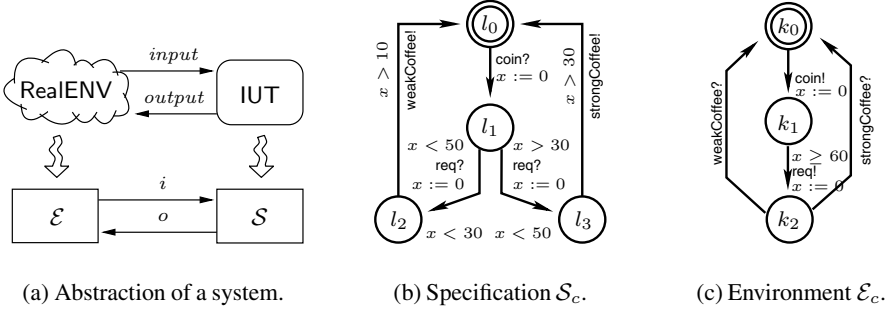 input
RealENV
IUT
output
i
ℰ
𝒮
o
(a) Abstraction of a system.
l₀
x > 10
weakCoffee!
coin?
x := 0
x > 30
strongCoffee!
l₁
x < 50
req?
x := 0
x > 30
req?
x := 0
l₂
x < 30
x < 50
l₃
(b) Specification 𝒮c.
k₀
weakCoffee?
coin!
x := 0
strongCoffee?
k₁
x ≥ 60
req!
x := 0
k₂
(c) Environment ℰc.